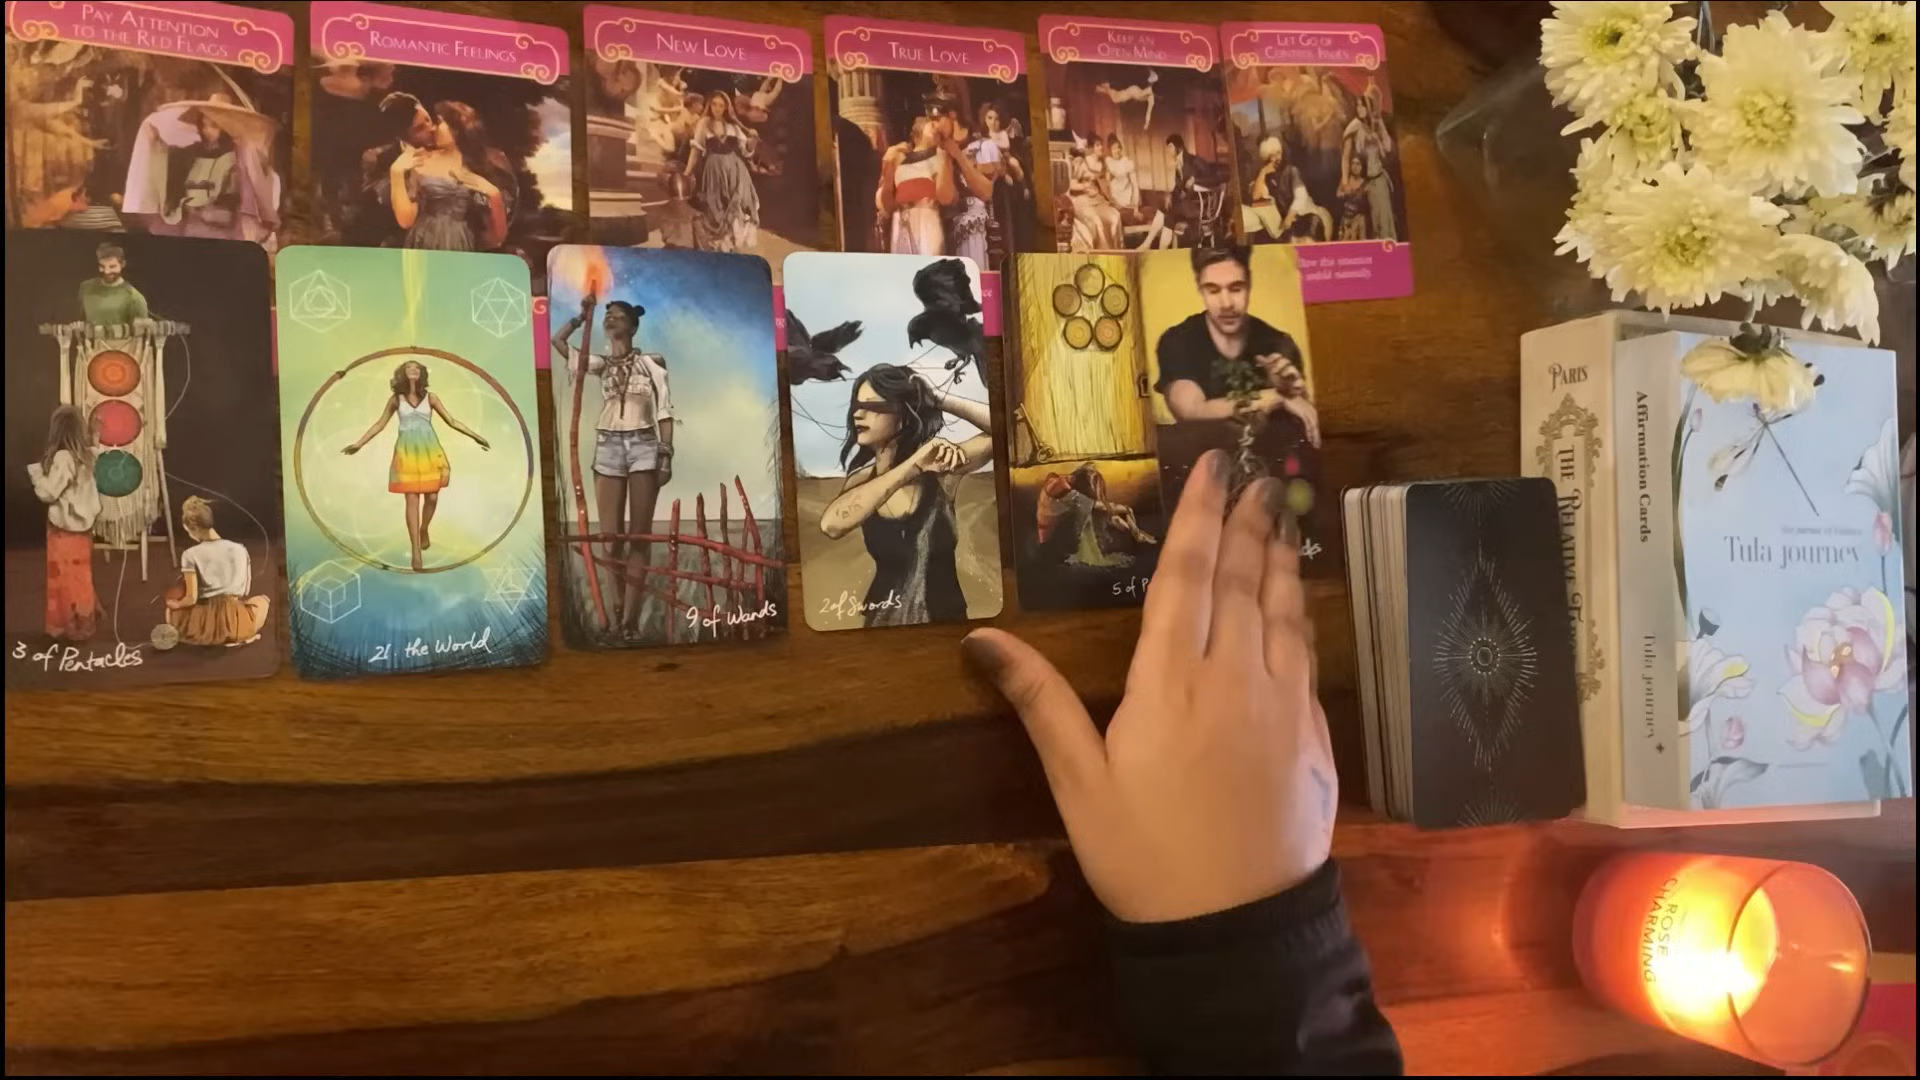 PAY ATTENTION
TO THE RED FLAGS
ROMANTIC FEELINGS
NEW LOVE
TRUE LOVE
KEEP AN
OPEN MIND
LET GO OF
CONTROL ISSUES
3 of Pentacles
21. the World
9 of Wands
2 of Swords
5 of P
PARIS
THE RELATIVE
Affirmation Cards
Tula journey
Tula journey
ROSE
CHARMING